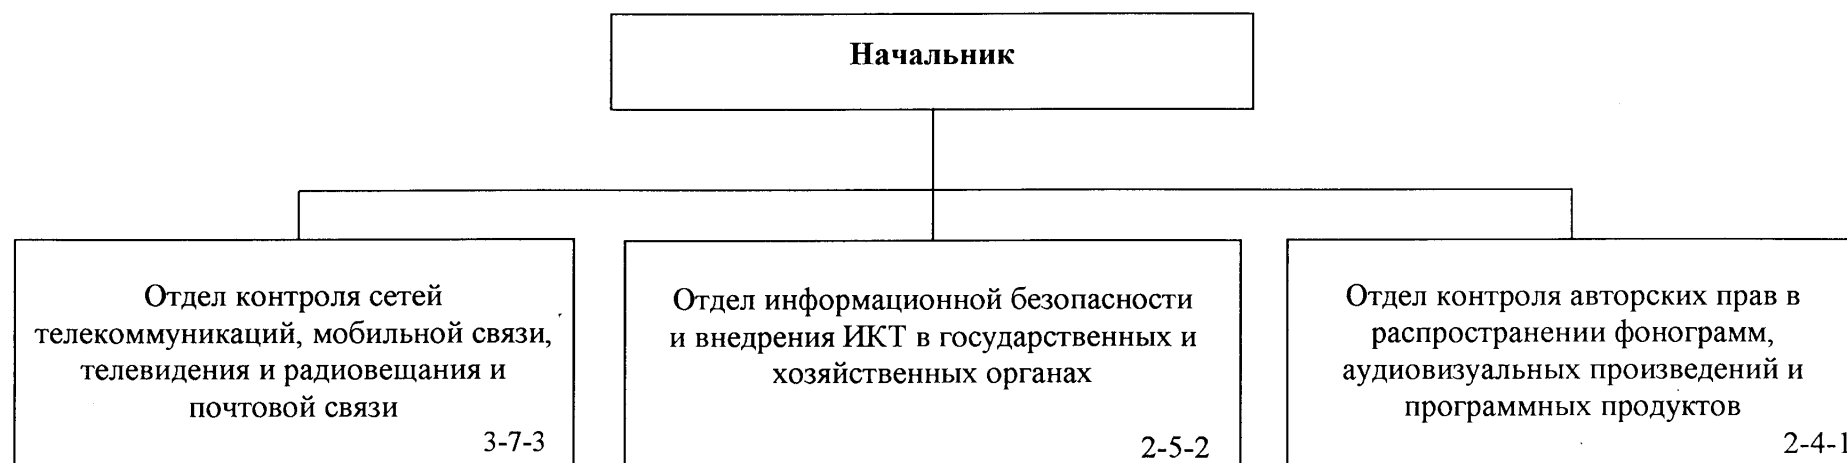 Начальник
Отдел контроля сетей
телекоммуникаций, мобильной связи,
телевидения и радиовещания и
почтовой связи
3-7-3
Отдел информационной безопасности
и внедрения ИКТ в государственных и
хозяйственных органах
2-5-2
Отдел контроля авторских прав в
распространении фонограмм,
аудиовизуальных произведений и
программных продуктов
2-4-1